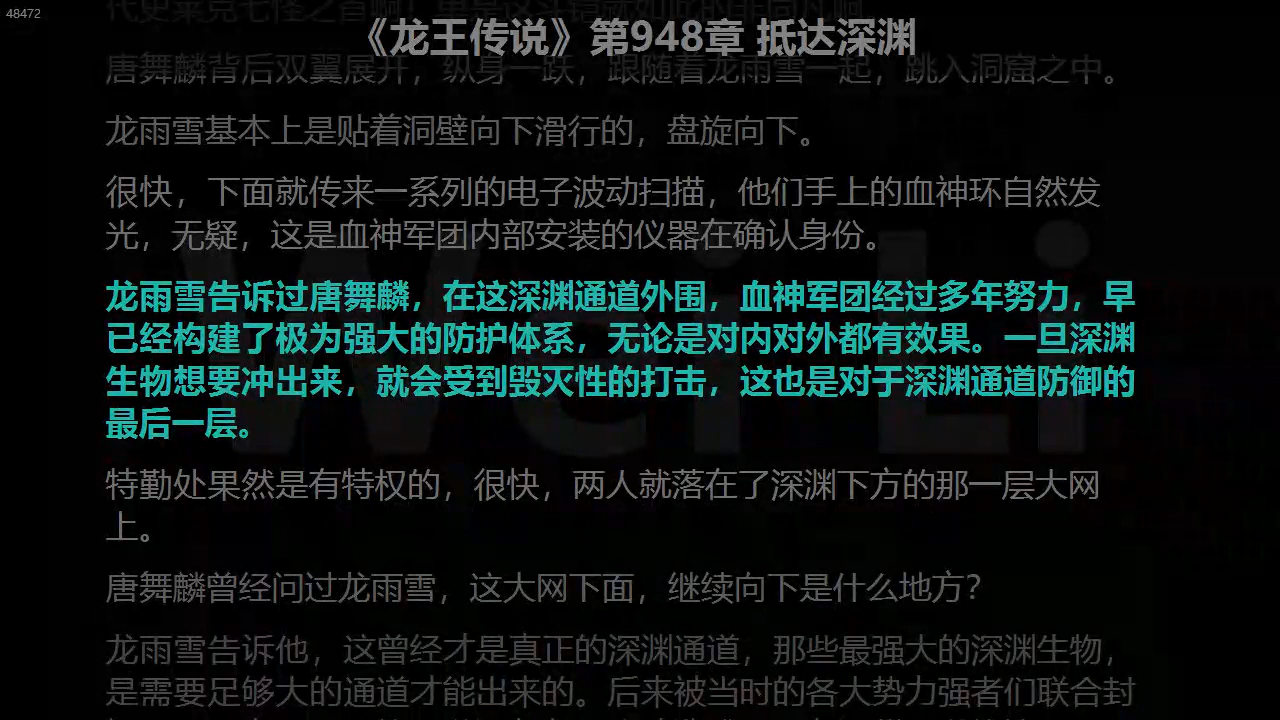 48472
《龙王传说》第948章 抵达深渊
唐舞麟背后双翼展开，纵身一跃，跟随着龙雨雪一起，跳入洞窟之中。
龙雨雪基本上是贴着洞壁向下滑行的，盘旋向下。
很快，下面就传来一系列的电子波动扫描，他们手上的血神环自然发
光，无疑，这是血神军团内部安装的仪器在确认身份。
龙雨雪告诉过唐舞麟，在这深渊通道外围，血神军团经过多年努力，早
已经构建了极为强大的防护体系，无论是对内对外都有效果。一旦深渊
生物想要冲出来，就会受到毁灭性的打击，这也是对于深渊通道防御的
最后一层。
特勤处果然是有特权的，很快，两人就落在了深渊下方的那一层大网
上。
唐舞麟曾经问过龙雨雪，这大网下面，继续向下是什么地方？
龙雨雪告诉他，这曾经才是真正的深渊通道，那些最强大的深渊生物，
是需要足够大的通道才能出来的。后来被当时的各大势力强者们联合封
Wei Li